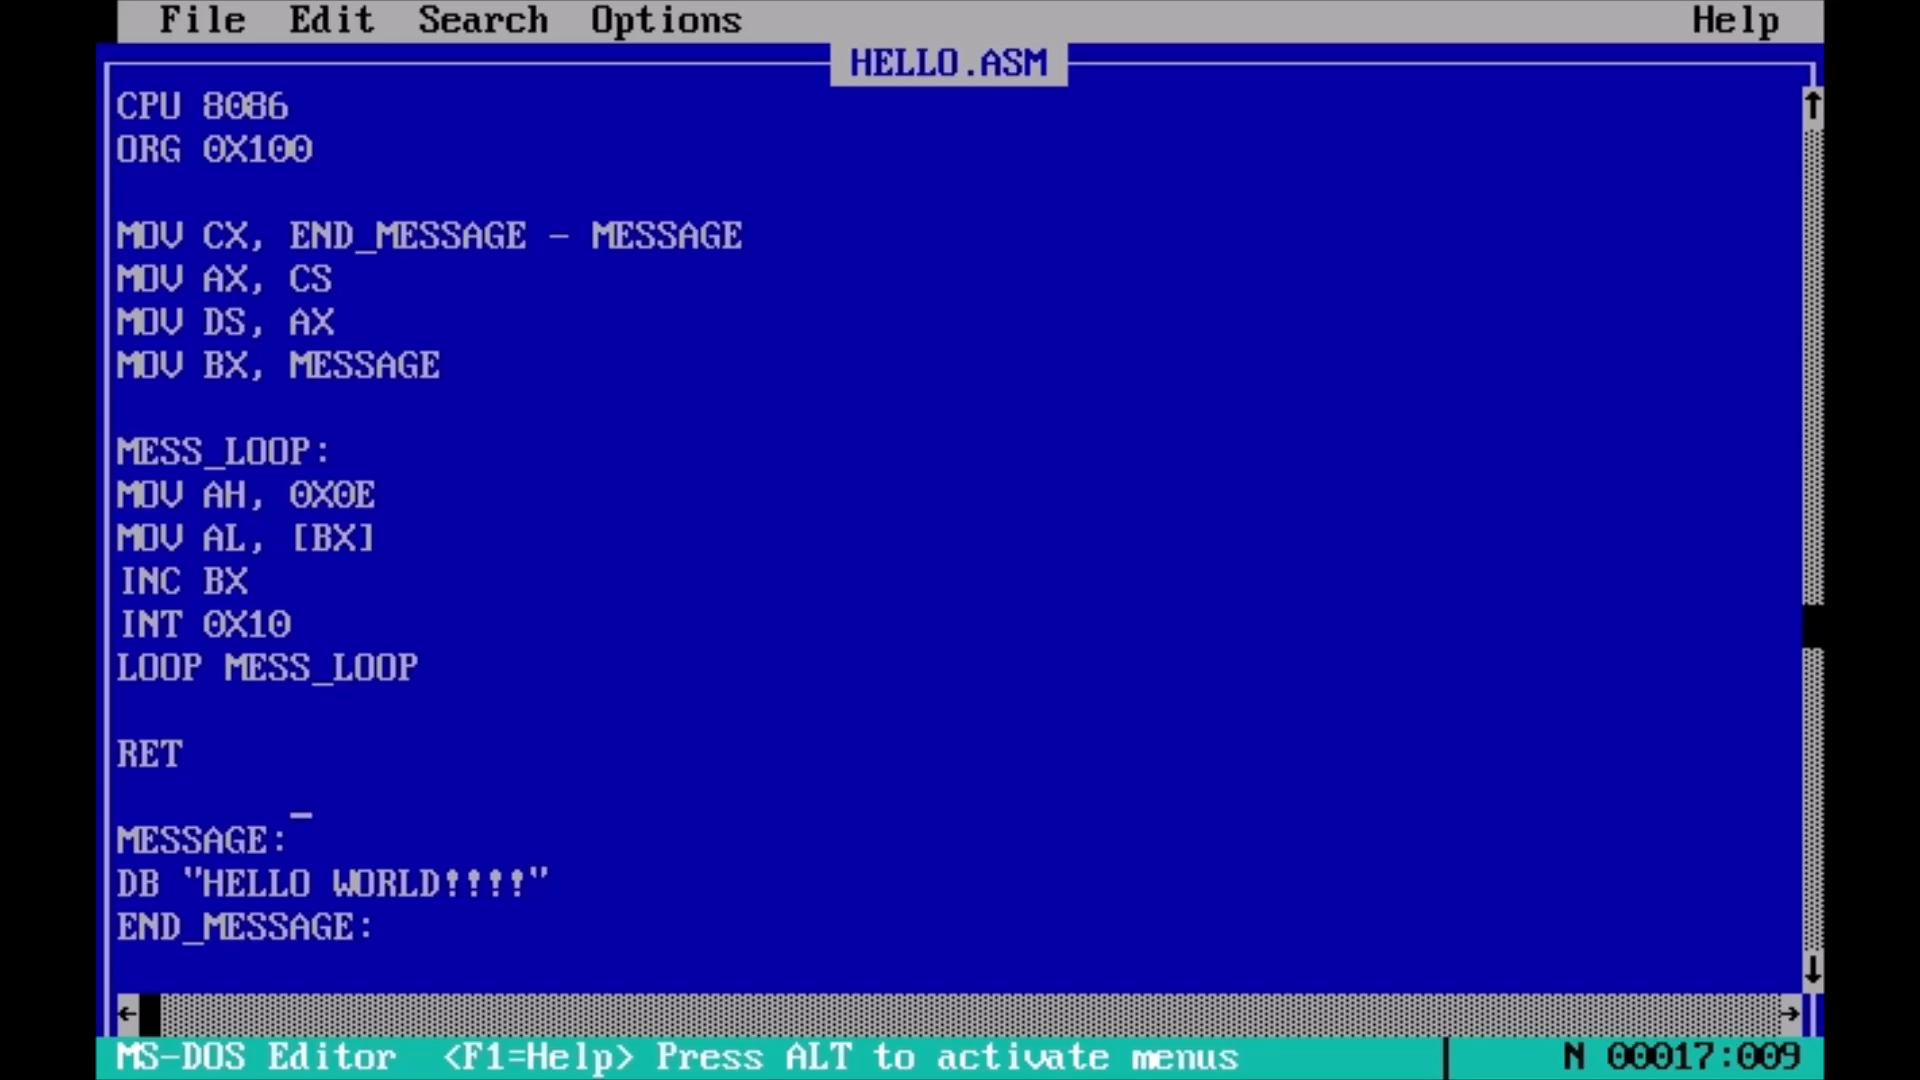 File Edit Search Options Help
HELLO.ASM
CPU 8086
ORG 0X100
MOV CX, END_MESSAGE - MESSAGE
MOV AX, CS
MOV DS, AX
MOV BX, MESSAGE
MESS_LOOP:
MOV AH, 0X0E
MOV AL, [BX]
INC BX
INT 0X10
LOOP MESS_LOOP
RET
MESSAGE:
DB "HELLO WORLD!!!!"
END_MESSAGE:
MS-DOS Editor <F1=Help> Press ALT to activate menus N 00017:009